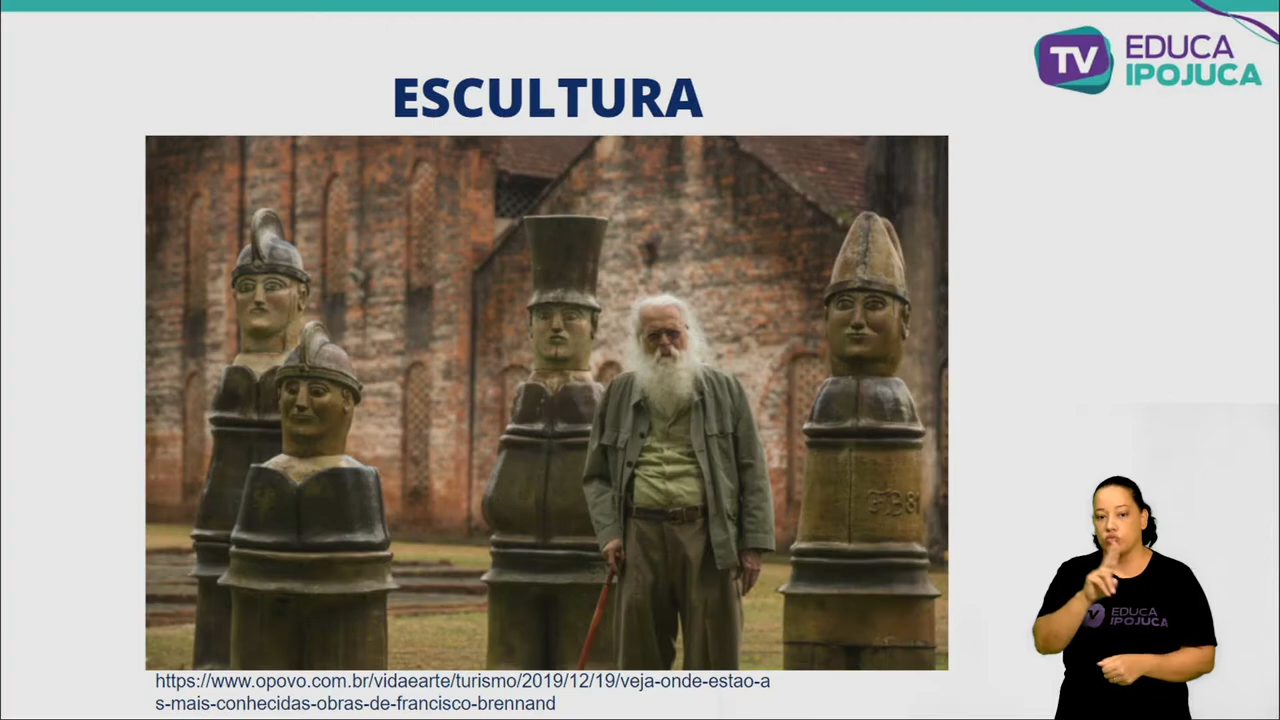 TV EDUCA
IPOJUCA
ESCULTURA
https://www.opovo.com.br/vidaearte/turismo/2019/12/19/veja-onde-estao-a
s-mais-conhecidas-obras-de-francisco-brennand
TV EDUCA
IPOJUCA